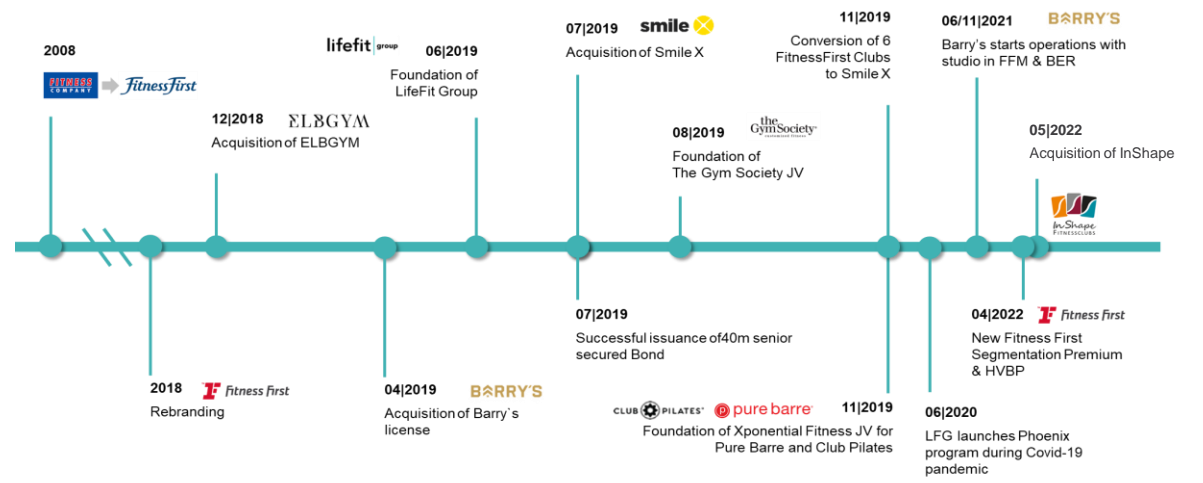 2008
FITNESS
COMPANY
Fitness First
12|2018
ELBGYM
Acquisition of ELBGYM
lifefit group
06|2019
Foundation of
LifeFit Group
07|2019
smile X
Acquisition of Smile X
08|2019
the
GymSociety
Foundation of
The Gym Society JV
11|2019
Conversion of 6
FitnessFirst Clubs
to Smile X
06/11|2021
BARRY'S
Barry's starts operations with
studio in FFM & BER
05|2022
Acquisition of InShape
InShape
FITNESSCLUBS
2018
Fitness First
Rebranding
04|2019
BARRY'S
Acquisition of Barry`s
license
07|2019
Successful issuance of40m senior
secured Bond
CLUB PILATES
pure barre
11|2019
Foundation of Xponential Fitness JV for
Pure Barre and Club Pilates
06|2020
LFG launches Phoenix
program during Covid-19
pandemic
04|2022
Fitness First
New Fitness First
Segmentation Premium
& HVBP